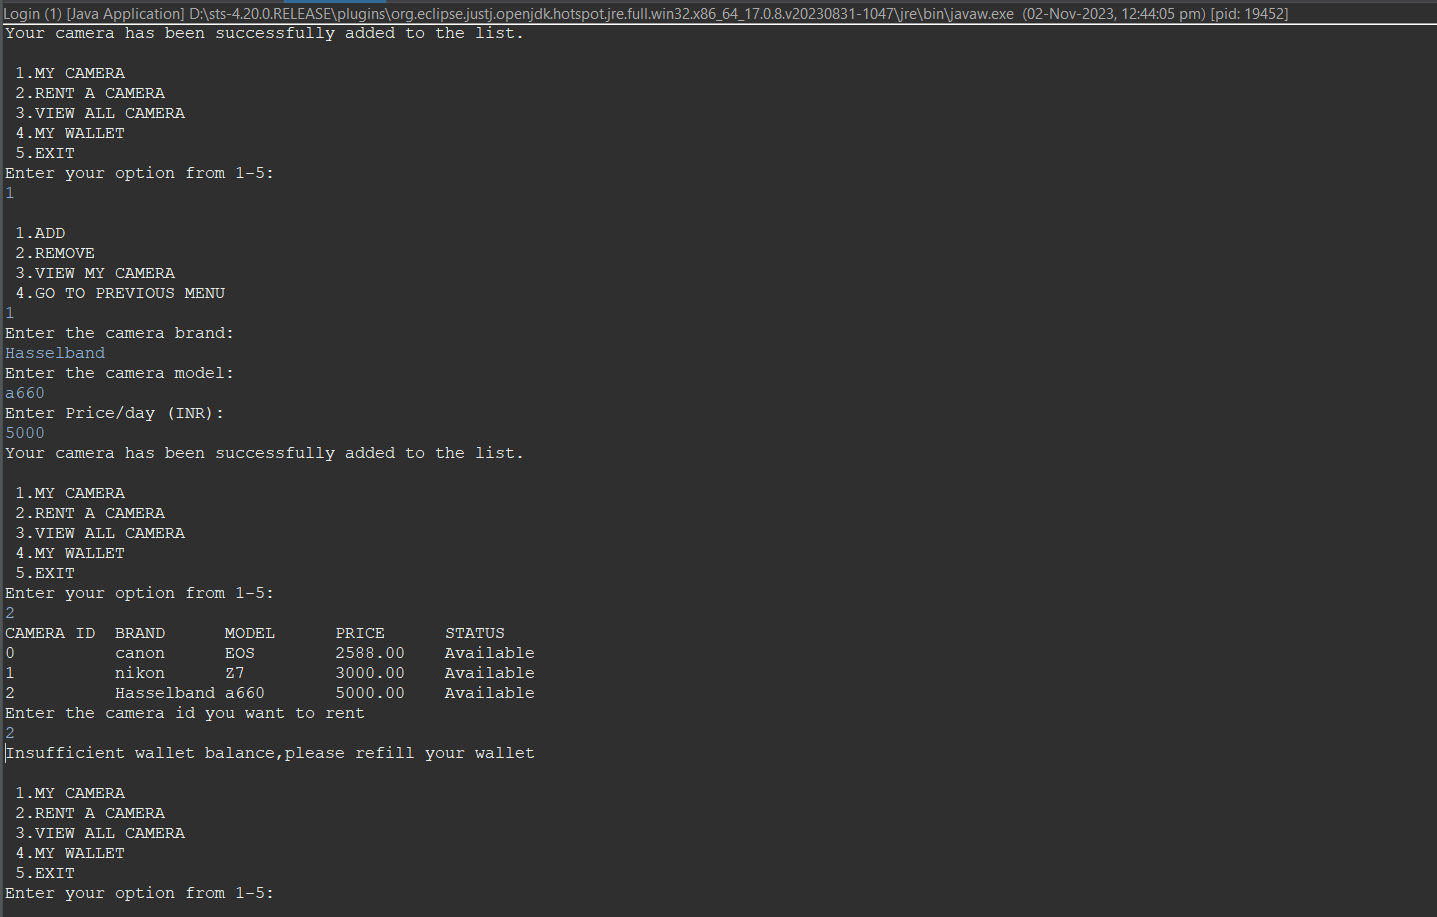 Login (1) [Java Application] D:\sts-4.20.0.RELEASE\plugins\org.eclipse.justj.openjdk.hotspot.jre.full.win32.x86_64_17.0.8.v20230831-1047\jre\bin\javaw.exe (02-Nov-2023, 12:44:05 pm) [pid: 19452]
Your camera has been successfully added to the list.
1.MY CAMERA
2.RENT A CAMERA
3.VIEW ALL CAMERA
4.MY WALLET
5.EXIT
Enter your option from 1-5:
1
1.ADD
2.REMOVE
3.VIEW MY CAMERA
4.GO TO PREVIOUS MENU
1
Enter the camera brand:
Hasselband
Enter the camera model:
a660
Enter Price/day (INR):
5000
Your camera has been successfully added to the list.
1.MY CAMERA
2.RENT A CAMERA
3.VIEW ALL CAMERA
4.MY WALLET
5.EXIT
Enter your option from 1-5:
2
CAMERA ID BRAND MODEL PRICE STATUS
0 canon EOS 2588.00 Available
1 nikon Z7 3000.00 Available
2 Hasselband a660 5000.00 Available
Enter the camera id you want to rent
2
Insufficient wallet balance,please refill your wallet
1.MY CAMERA
2.RENT A CAMERA
3.VIEW ALL CAMERA
4.MY WALLET
5.EXIT
Enter your option from 1-5: